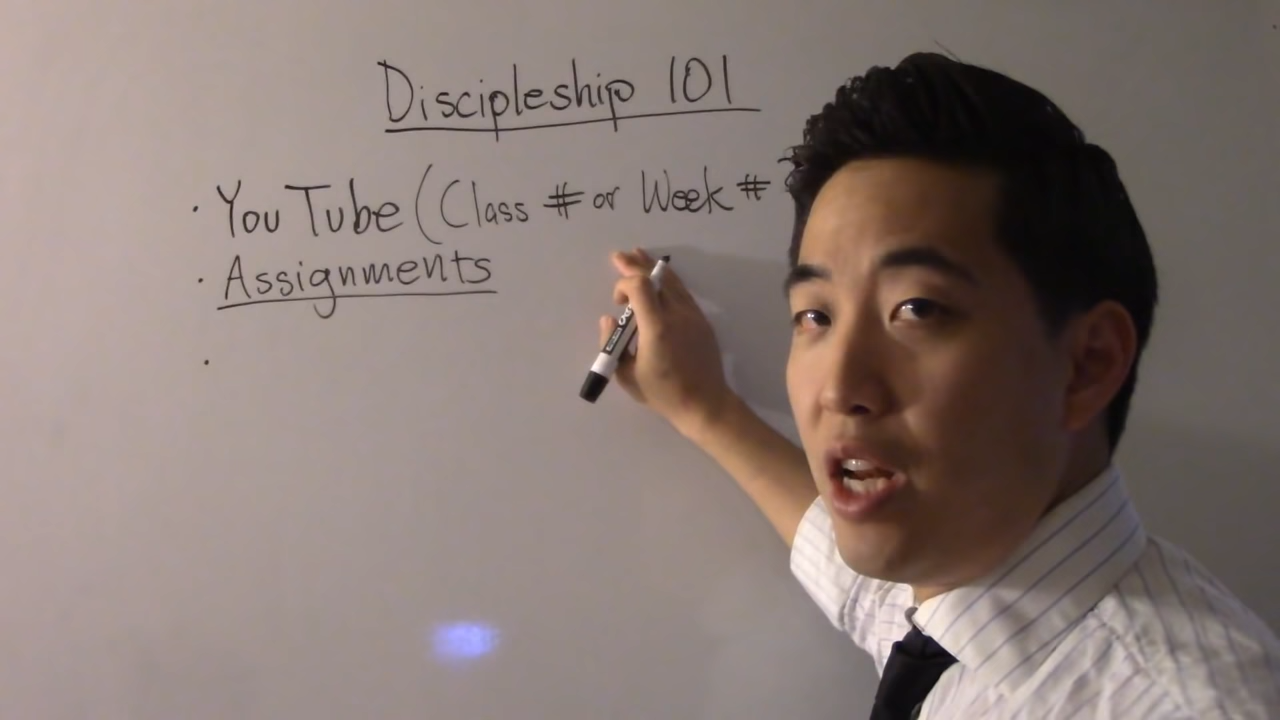 Discipleship 101
· YouTube (Class # or Week #
· Assignments
·